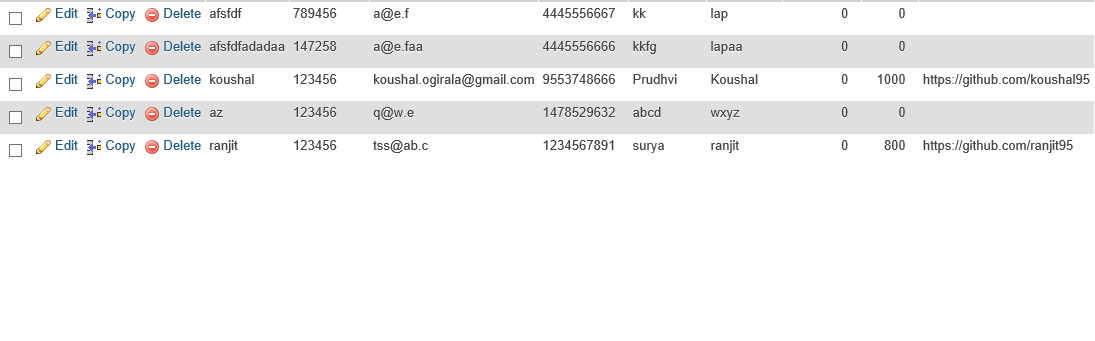 Edit Copy Delete afsfdf 789456 a@e.f 4445556667 kk lap 0 0
Edit Copy Delete afsfdfadadaa 147258 a@e.faa 4445556666 kkfg lapaa 0 0
Edit Copy Delete koushal 123456 koushal.ogirala@gmail.com 9553748666 Prudhvi Koushal 0 1000 https://github.com/koushal95
Edit Copy Delete az 123456 q@w.e 1478529632 abcd wxyz 0 0
Edit Copy Delete ranjit 123456 tss@ab.c 1234567891 surya ranjit 0 800 https://github.com/ranjit95